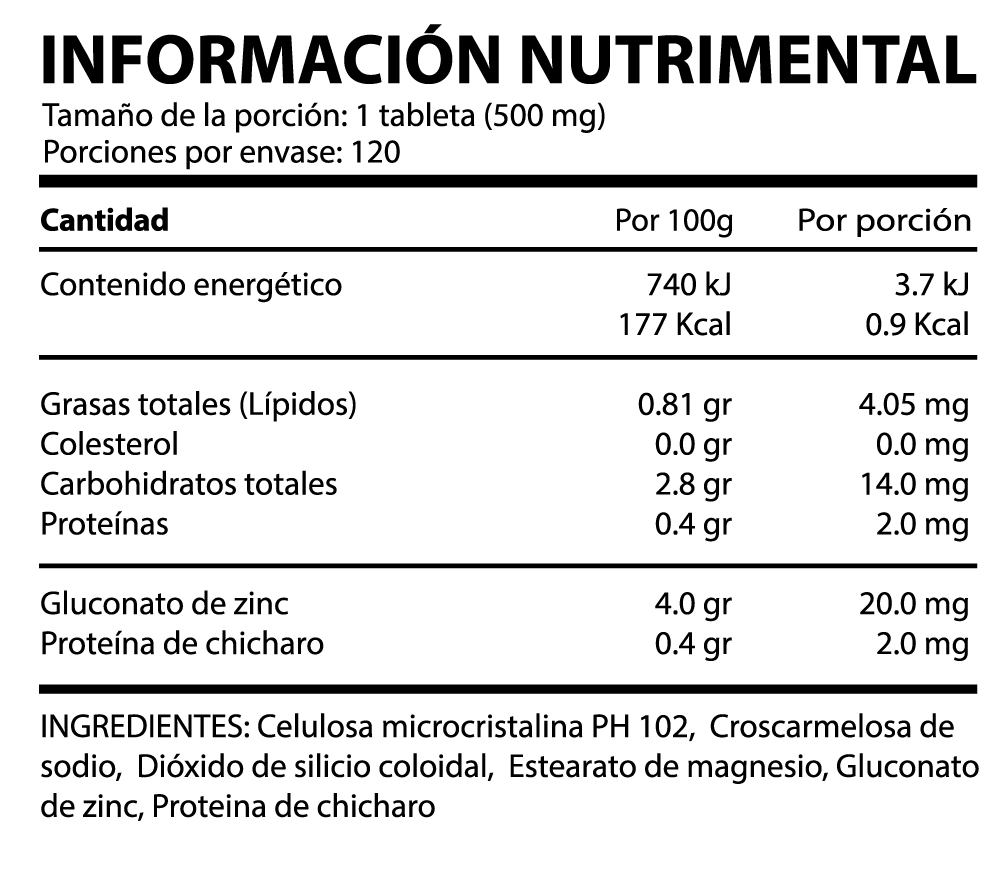 INFORMACIÓN NUTRIMENTAL
Tamaño de la porción: 1 tableta (500 mg)
Porciones por envase: 120
Cantidad Por 100g Por porción
Contenido energético 740 kJ 3.7 kJ
177 Kcal 0.9 Kcal
Grasas totales (Lípidos) 0.81 gr 4.05 mg
Colesterol 0.0 gr 0.0 mg
Carbohidratos totales 2.8 gr 14.0 mg
Proteínas 0.4 gr 2.0 mg
Gluconato de zinc 4.0 gr 20.0 mg
Proteína de chicharo 0.4 gr 2.0 mg
INGREDIENTES: Celulosa microcristalina PH 102, Croscarmelosa de
sodio, Dióxido de silicio coloidal, Estearato de magnesio, Gluconato
de zinc, Proteina de chicharo